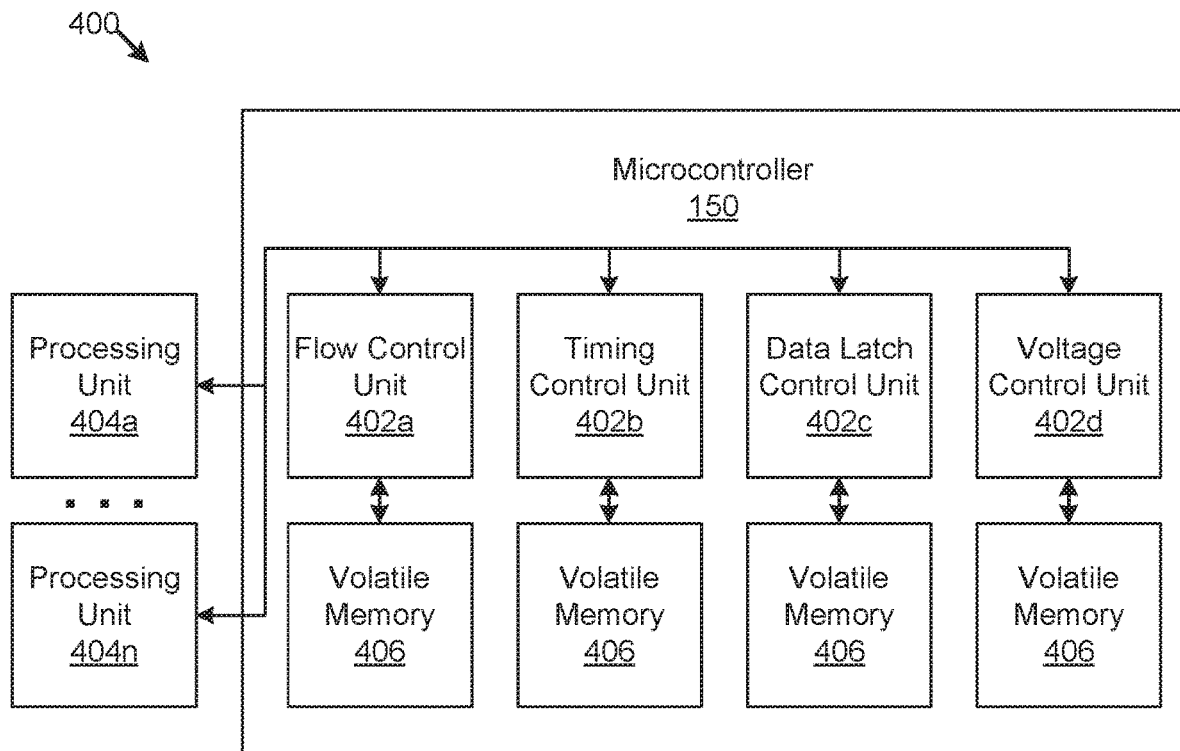 400
Microcontroller
150
Processing
Unit
404a
Flow Control
Unit
402a
Timing
Control Unit
402b
Data Latch
Control Unit
402c
Voltage
Control Unit
402d
. . .
Processing
Unit
404n
Volatile
Memory
406
Volatile
Memory
406
Volatile
Memory
406
Volatile
Memory
406